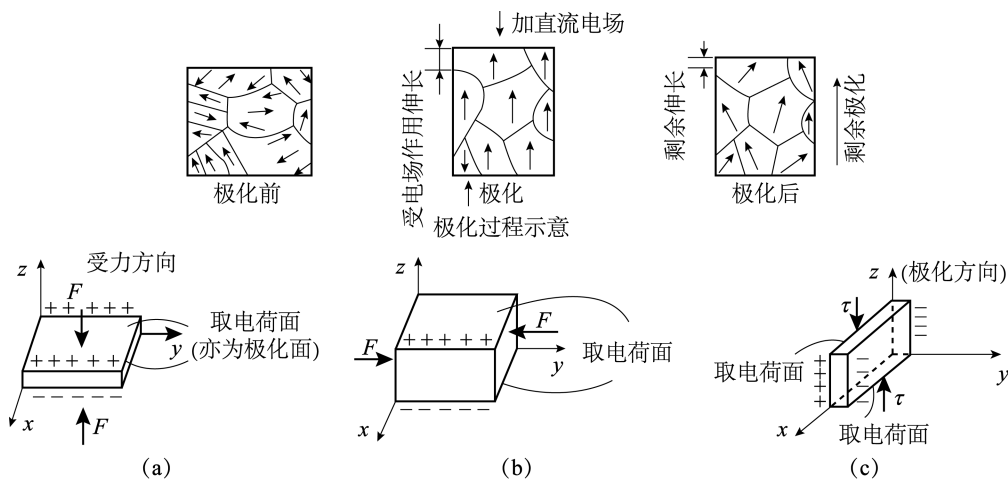 加直流电场
受电场作用伸长
剩余伸长
剩余极化
极化前
极化
极化后
极化过程示意
z
受力方向
F
+ + + + + +
取电荷面
y (亦为极化面)
+ + + + + +
− − − − − − −
x
F
(a)
z
F
+ + + + + +
F
y
取电荷面
− − − − − −
x
(b)
z (极化方向)
τ
−
−
−
−
取电荷面
+
+
+
+
−
−
−
−
y
τ
x
取电荷面
(c)